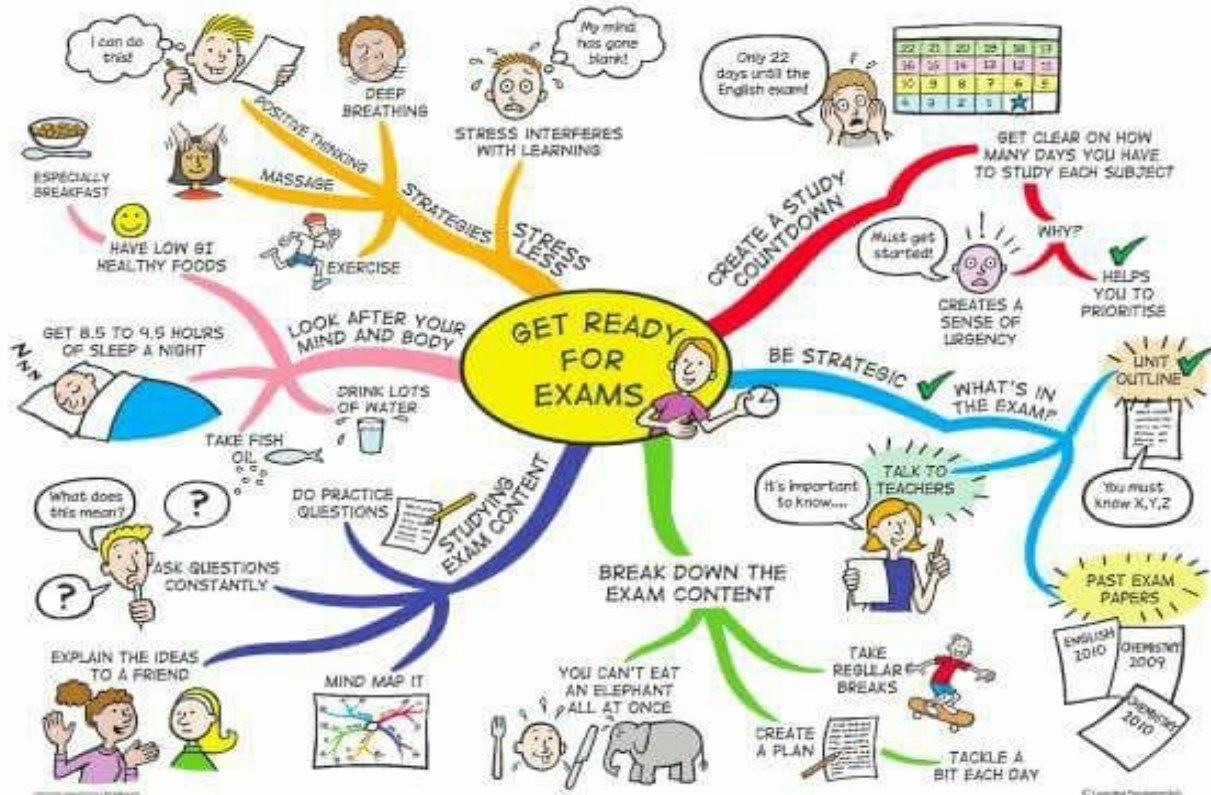 GET READY
FOR
EXAMS
CREATE A STUDY
COUNTDOWN
Only 22
days until the
English exam!
22 21 20 19 18 17
16 15 14 13 12 11
10 9 8 7 6 5
4 3 2 1
GET CLEAR ON HOW
MANY DAYS YOU HAVE
TO STUDY EACH SUBJECT
WHY?
Must get
started!
CREATES A
SENSE OF
URGENCY
HELPS
YOU TO
PRIORITISE
BE STRATEGIC
WHAT'S IN
THE EXAM?
UNIT
OUTLINE
You must
know X,Y,Z
TALK TO
TEACHERS
It's important
to know....
PAST EXAM
PAPERS
ENGLISH
2010
CHEMISTRY
2009
CHEMISTRY
2010
BREAK DOWN THE
EXAM CONTENT
TAKE
REGULAR
BREAKS
CREATE
A PLAN
TACKLE A
BIT EACH DAY
YOU CAN'T EAT
AN ELEPHANT
ALL AT ONCE
STUDYING
EXAM CONTENT
DO PRACTICE
QUESTIONS
What does
this mean?
?
?
ASK QUESTIONS
CONSTANTLY
EXPLAIN THE IDEAS
TO A FRIEND
MIND MAP IT
LOOK AFTER YOUR
MIND AND BODY
ESPECIALLY
BREAKFAST
HAVE LOW GI
HEALTHY FOODS
GET 8.5 TO 9.5 HOURS
OF SLEEP A NIGHT
ZZZZ
TAKE FISH
OIL
DRINK LOTS
OF WATER
STRESS
LESS
STRATEGIES
I can do
this!
POSITIVE THINKING
MASSAGE
DEEP
BREATHING
EXERCISE
My mind
has gone
blank!
STRESS INTERFERES
WITH LEARNING